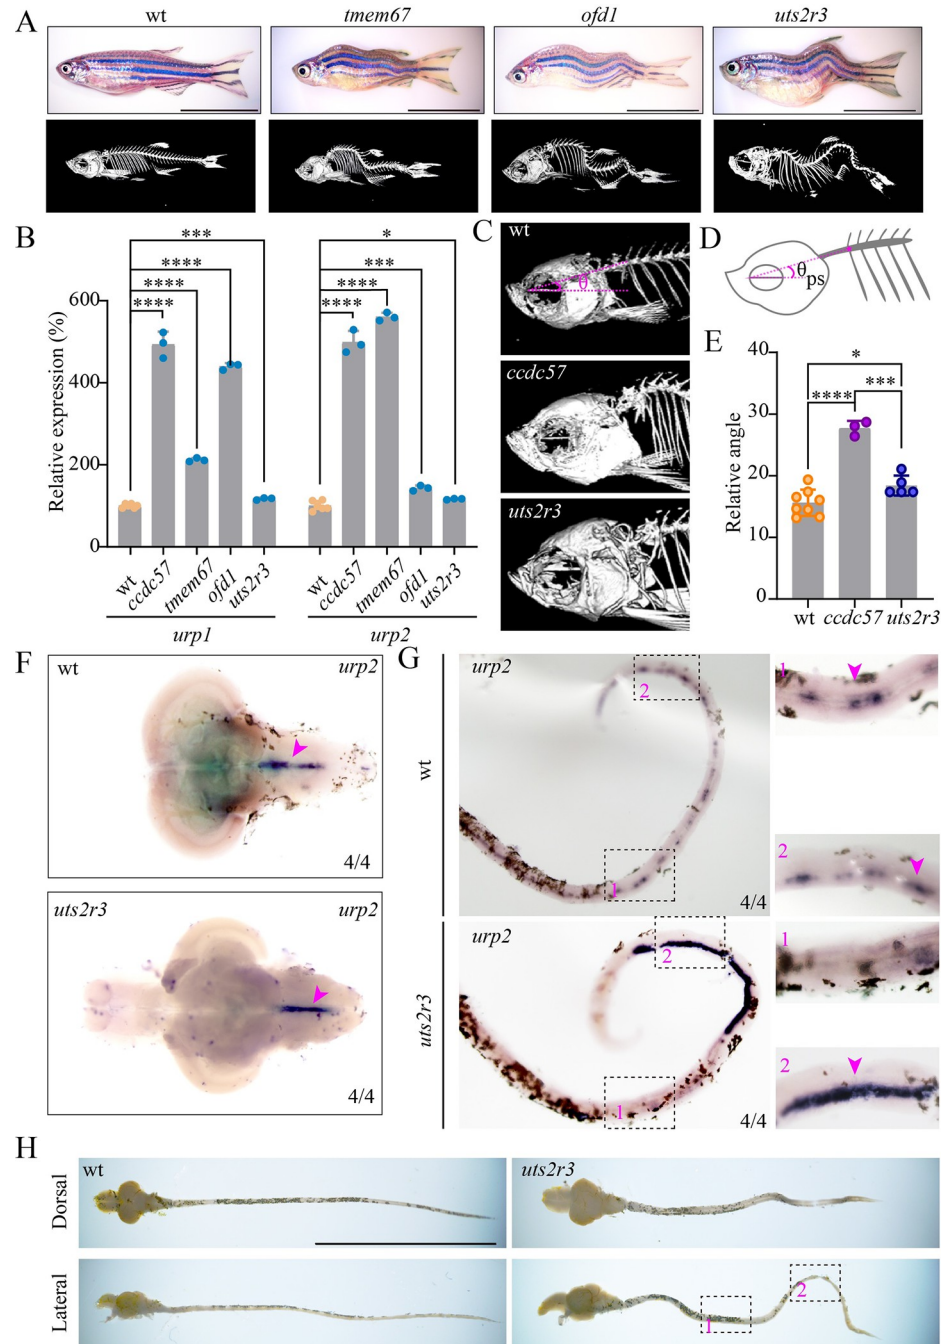 A
wt
tmem67
ofd1
uts2r3
B
Relative expression (%)
600
400
200
0
***
****
****
****
*
***
****
****
wt
ccdc57
tmem67
ofd1
uts2r3
wt
ccdc57
tmem67
ofd1
uts2r3
urp1
urp2
C
wt
θ
ccdc57
uts2r3
D
θ
ps
E
Relative angle
40
30
20
10
0
*
****
***
wt
ccdc57
uts2r3
F
wt
urp2
4/4
uts2r3
urp2
4/4
G
wt
urp2
2
1
4/4
1
2
uts2r3
urp2
2
1
4/4
1
2
H
Dorsal
wt
uts2r3
Lateral
1
2